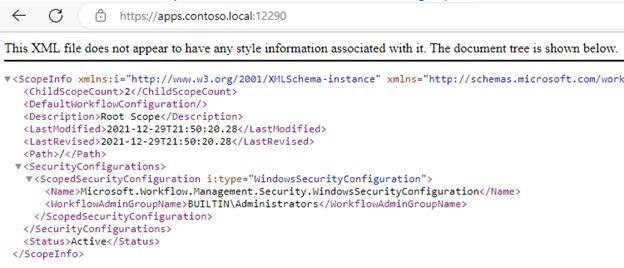 https://apps.contoso.local:12290
This XML file does not appear to have any style information associated with it. The document tree is shown below.
▼<ScopeInfo xmlns:i="http://www.w3.org/2001/XMLSchema-instance" xmlns="http://schemas.microsoft.com/work
<ChildScopeCount>2</ChildScopeCount>
<DefaultWorkflowConfiguration/>
<Description>Root Scope</Description>
<LastModified>2021-12-29T21:50:20.28</LastModified>
<LastRevised>2021-12-29T21:50:20.28</LastRevised>
<Path>/</Path>
▼<SecurityConfigurations>
▼<ScopedSecurityConfiguration i:type="WindowsSecurityConfiguration">
<Name>Microsoft.Workflow.Management.Security.WindowsSecurityConfiguration</Name>
<WorkflowAdminGroupName>BUILTIN\Administrators</WorkflowAdminGroupName>
</ScopedSecurityConfiguration>
</SecurityConfigurations>
<Status>Active</Status>
</ScopeInfo>